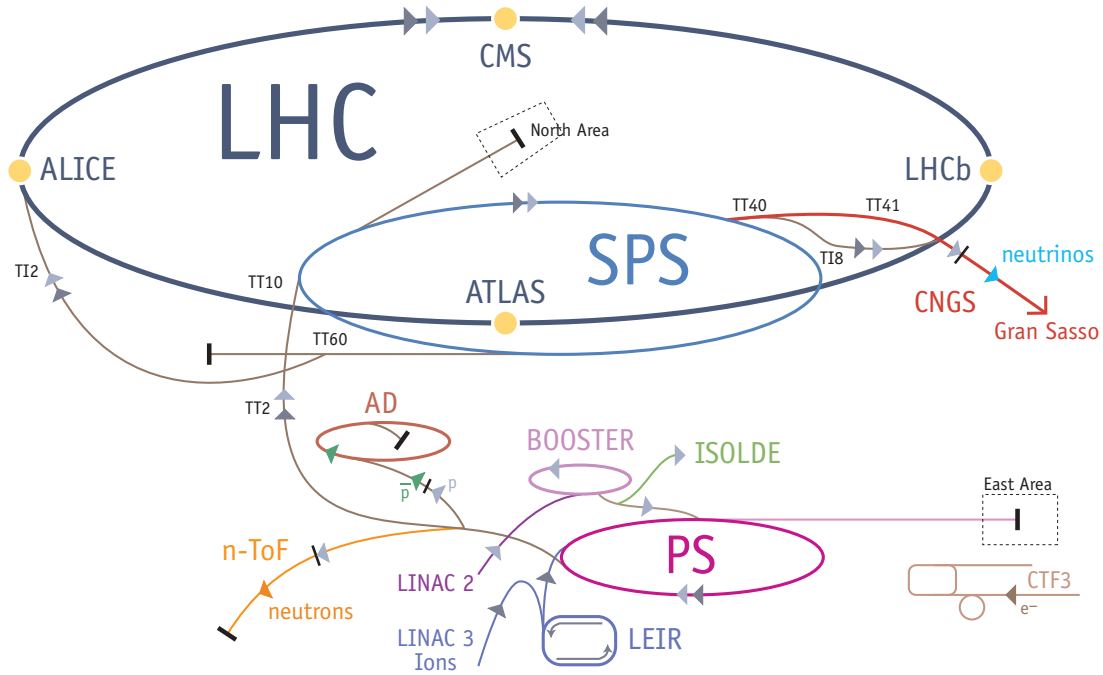 CMS
LHC
North Area
ALICE
LHCb
TT40
TT41
SPS
TI8
neutrinos
TI2
TT10
ATLAS
CNGS
Gran Sasso
TT60
TT2
AD
BOOSTER
ISOLDE
p
p
East Area
n-ToF
PS
LINAC 2
CTF3
neutrons
e–
LINAC 3
Ions
LEIR